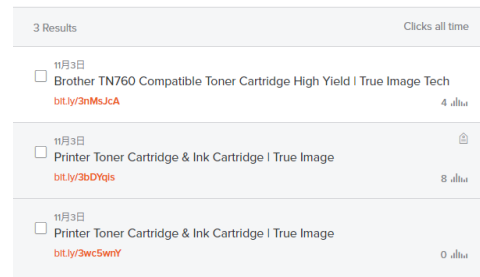 3 Results
Clicks all time
11月3日
Brother TN760 Compatible Toner Cartridge High Yield | True Image Tech
bit.ly/3nMsJcA
4
11月3日
Printer Toner Cartridge & Ink Cartridge | True Image
bit.ly/3bDYqis
8
11月3日
Printer Toner Cartridge & Ink Cartridge | True Image
bit.ly/3wc5wnY
0